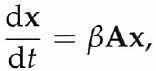 dx/dt = βAx,